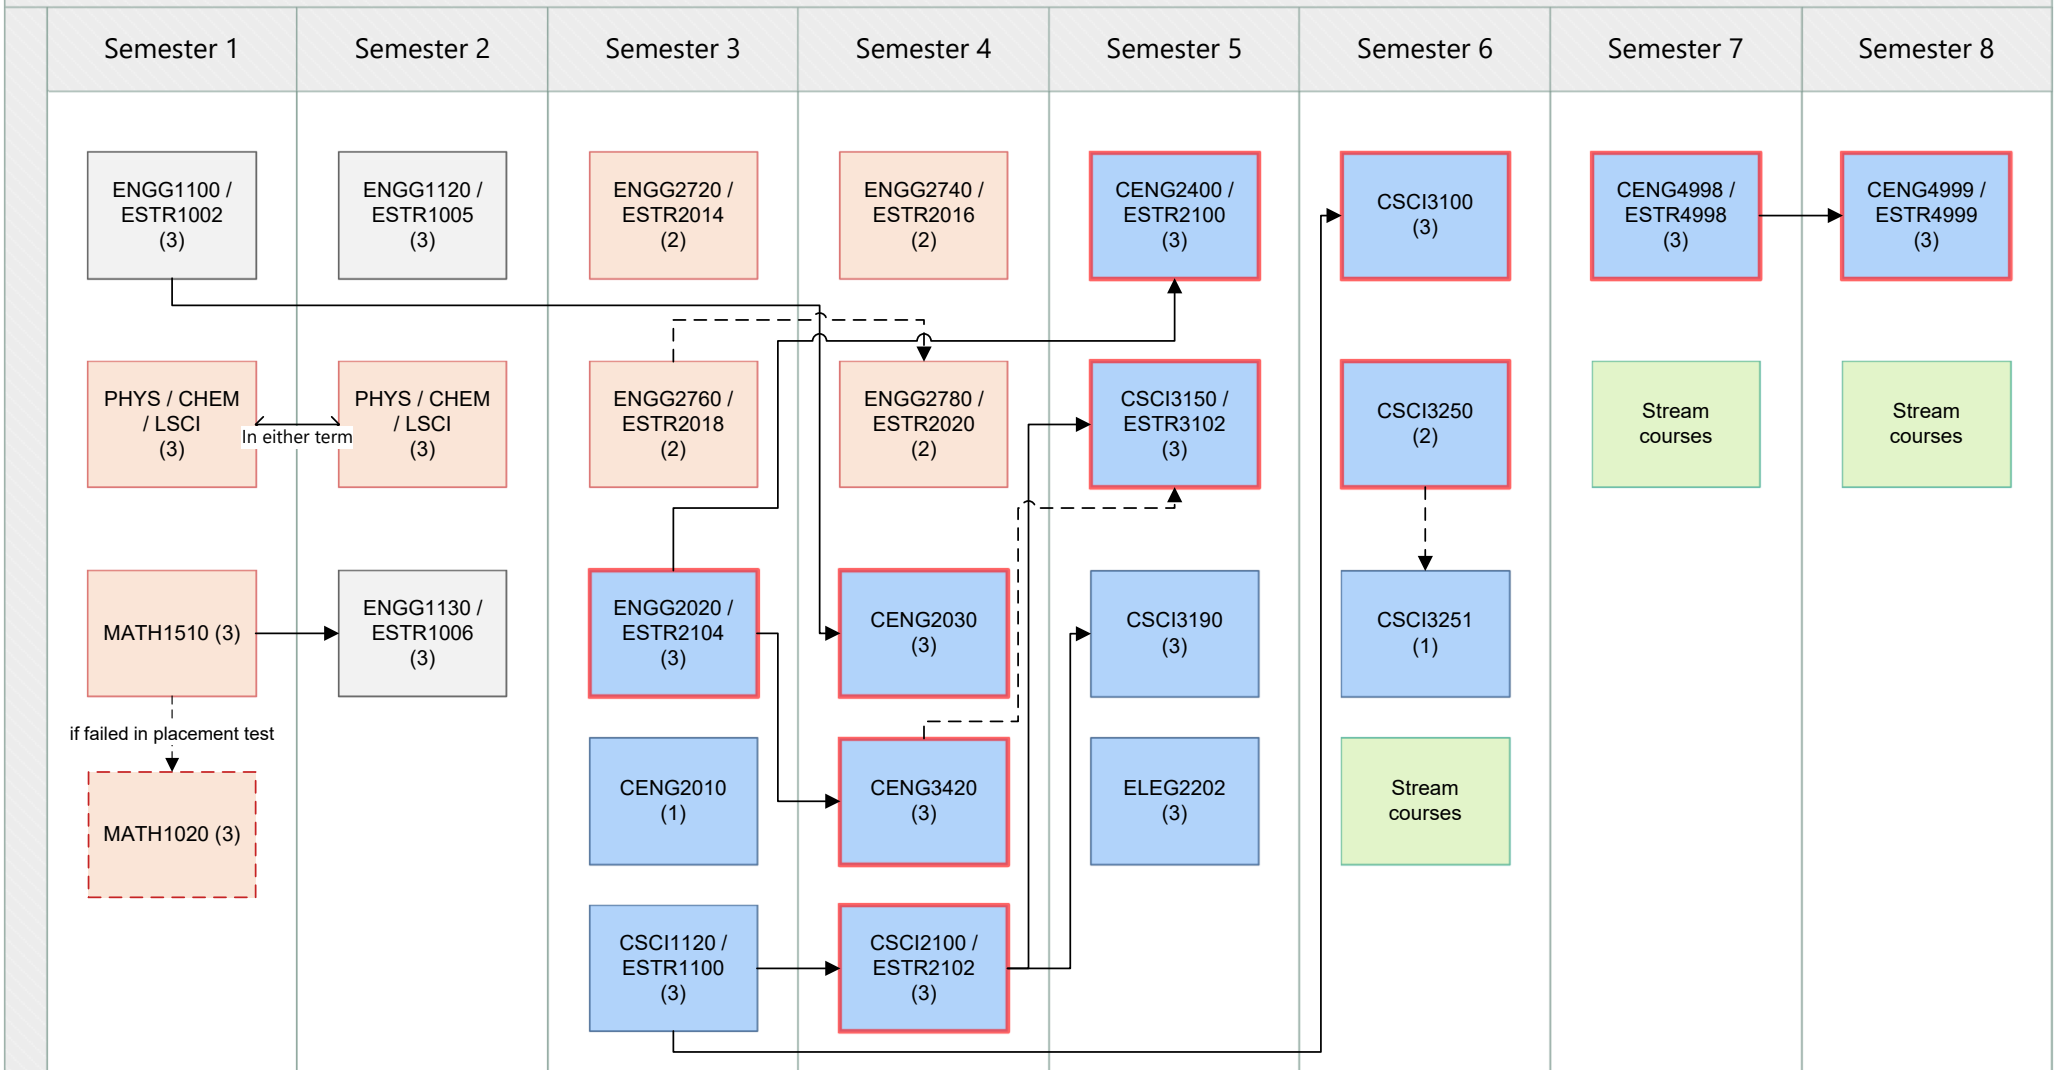 Semester 1
Semester 2
Semester 3
Semester 4
Semester 5
Semester 6
Semester 7
Semester 8
ENGG1100 /
ESTR1002
(3)
ENGG1120 /
ESTR1005
(3)
ENGG2720 /
ESTR2014
(2)
ENGG2740 /
ESTR2016
(2)
CENG2400 /
ESTR2100
(3)
CSCI3100
(3)
CENG4998 /
ESTR4998
(3)
CENG4999 /
ESTR4999
(3)
PHYS / CHEM
/ LSCI
(3)
In either term
PHYS / CHEM
/ LSCI
(3)
ENGG2760 /
ESTR2018
(2)
ENGG2780 /
ESTR2020
(2)
CSCI3150 /
ESTR3102
(3)
CSCI3250
(2)
Stream
courses
Stream
courses
MATH1510 (3)
ENGG1130 /
ESTR1006
(3)
ENGG2020 /
ESTR2104
(3)
CENG2030
(3)
CSCI3190
(3)
CSCI3251
(1)
if failed in placement test
MATH1020 (3)
CENG2010
(1)
CENG3420
(3)
ELEG2202
(3)
Stream
courses
CSCI1120 /
ESTR1100
(3)
CSCI2100 /
ESTR2102
(3)